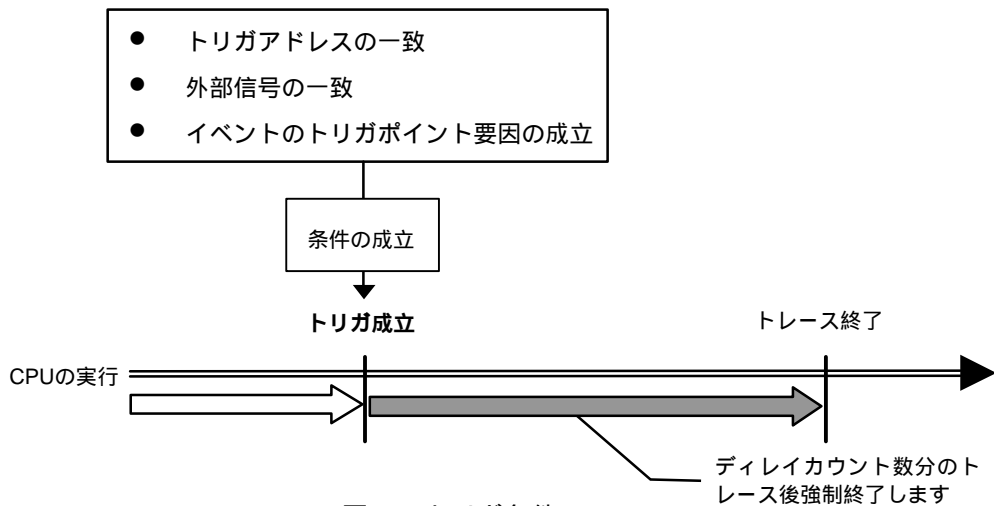 ● トリガアドレスの一致
● 外部信号の一致
● イベントのトリガポイント要因の成立
条件の成立
トリガ成立
トレース終了
CPUの実行
ディレイカウント数分のト
レース後強制終了します